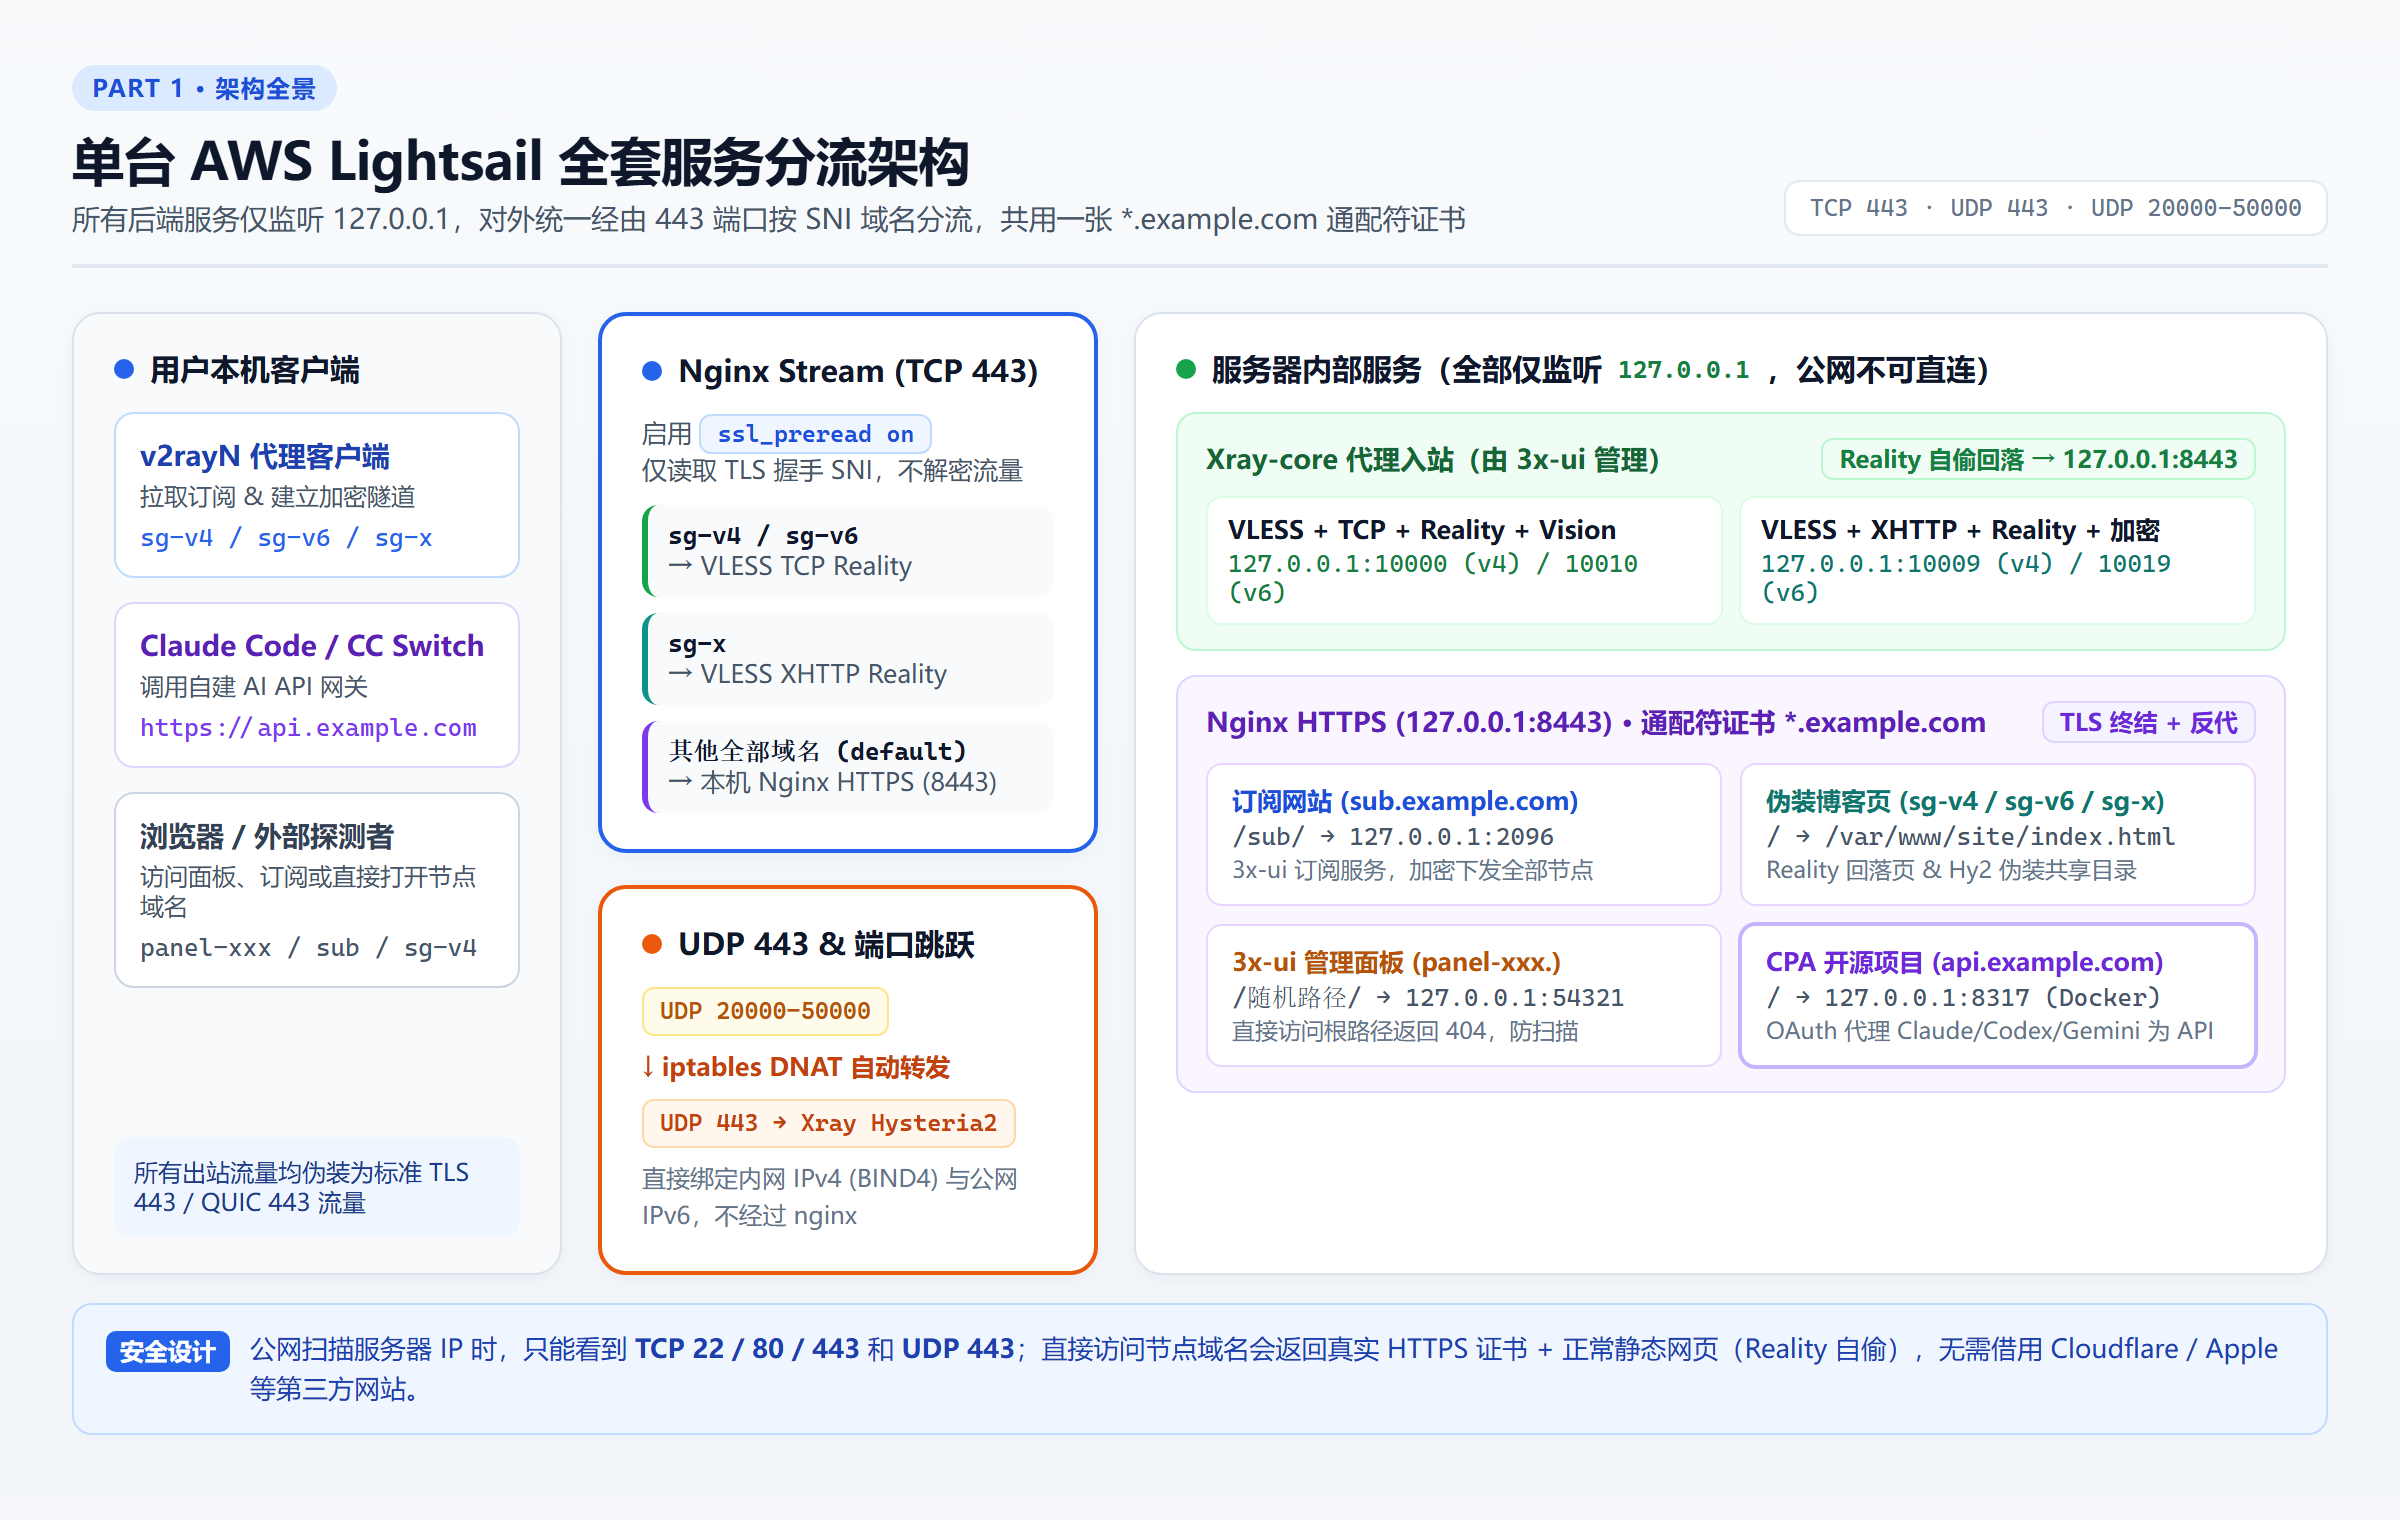 PART 1 • 架构全景
单台 AWS Lightsail 全套服务分流架构
所有后端服务仅监听 127.0.0.1，对外统一经由 443 端口按 SNI 域名分流，共用一张 *.example.com 通配符证书
TCP 443 · UDP 443 · UDP 20000-50000
用户本机客户端
v2rayN 代理客户端
拉取订阅 & 建立加密隧道
sg-v4 / sg-v6 / sg-x
Claude Code / CC Switch
调用自建 AI API 网关
https://api.example.com
浏览器 / 外部探测者
访问面板、订阅或直接打开节点
域名
panel-xxx / sub / sg-v4
所有出站流量均伪装为标准 TLS
443 / QUIC 443 流量
Nginx Stream (TCP 443)
启用 ssl_preread on
仅读取 TLS 握手 SNI，不解密流量
sg-v4 / sg-v6
→ VLESS TCP Reality
sg-x
→ VLESS XHTTP Reality
其他全部域名 (default)
→ 本机 Nginx HTTPS (8443)
UDP 443 & 端口跳跃
UDP 20000-50000
↓ iptables DNAT 自动转发
UDP 443 → Xray Hysteria2
直接绑定内网 IPv4 (BIND4) 与公网
IPv6，不经过 nginx
服务器内部服务（全部仅监听 127.0.0.1 ，公网不可直连）
Xray-core 代理入站（由 3x-ui 管理）
Reality 自偷回落 → 127.0.0.1:8443
VLESS + TCP + Reality + Vision
127.0.0.1:10000 (v4) / 10010
(v6)
VLESS + XHTTP + Reality + 加密
127.0.0.1:10009 (v4) / 10019
(v6)
Nginx HTTPS (127.0.0.1:8443) • 通配符证书 *.example.com
TLS 终结 + 反代
订阅网站 (sub.example.com)
/sub/ → 127.0.0.1:2096
3x-ui 订阅服务，加密下发全部节点
伪装博客页 (sg-v4 / sg-v6 / sg-x)
/ → /var/www/site/index.html
Reality 回落页 & Hy2 伪装共享目录
3x-ui 管理面板 (panel-xxx.)
/随机路径/ → 127.0.0.1:54321
直接访问根路径返回 404，防扫描
CPA 开源项目 (api.example.com)
/ → 127.0.0.1:8317 (Docker)
OAuth 代理 Claude/Codex/Gemini 为 API
安全设计
公网扫描服务器 IP 时，只能看到 TCP 22 / 80 / 443 和 UDP 443；直接访问节点域名会返回真实 HTTPS 证书 + 正常静态网页（Reality 自偷），无需借用 Cloudflare / Apple
等第三方网站。